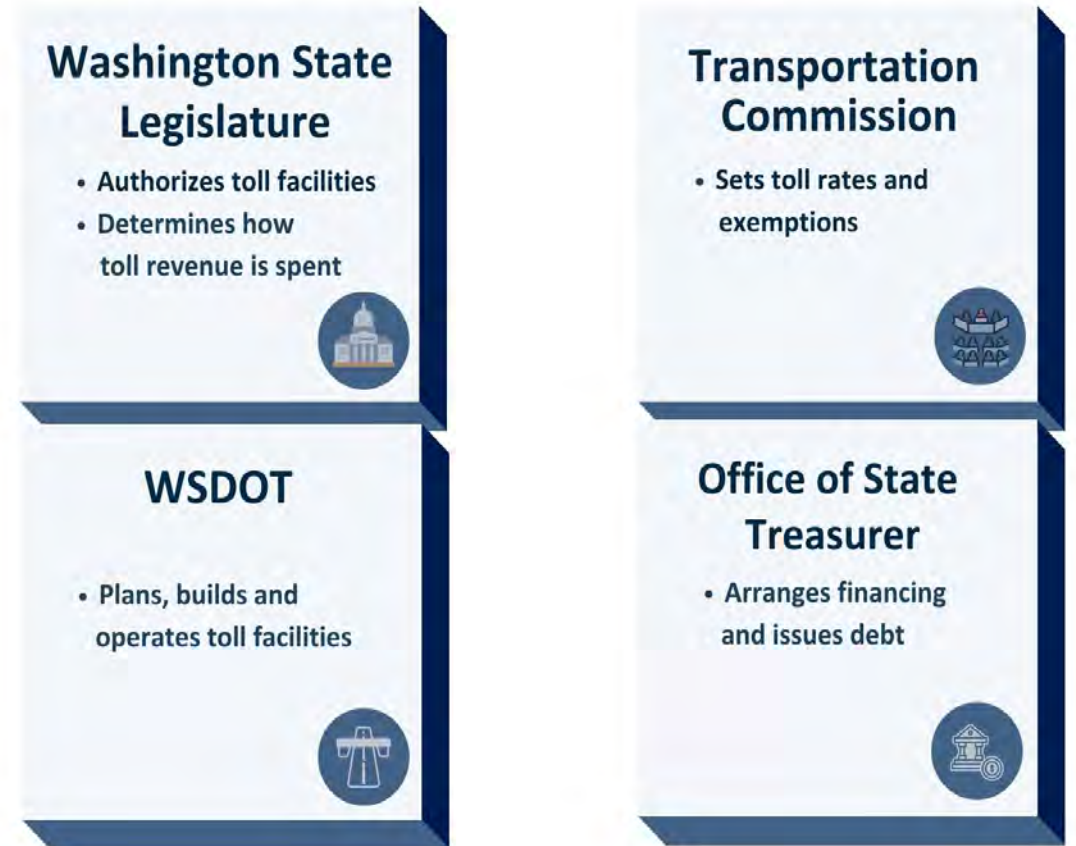 Washington State
Legislature
• Authorizes toll facilities
• Determines how
toll revenue is spent
Transportation
Commission
• Sets toll rates and
exemptions
WSDOT
• Plans, builds and
operates toll facilities
Office of State
Treasurer
• Arranges financing
and issues debt